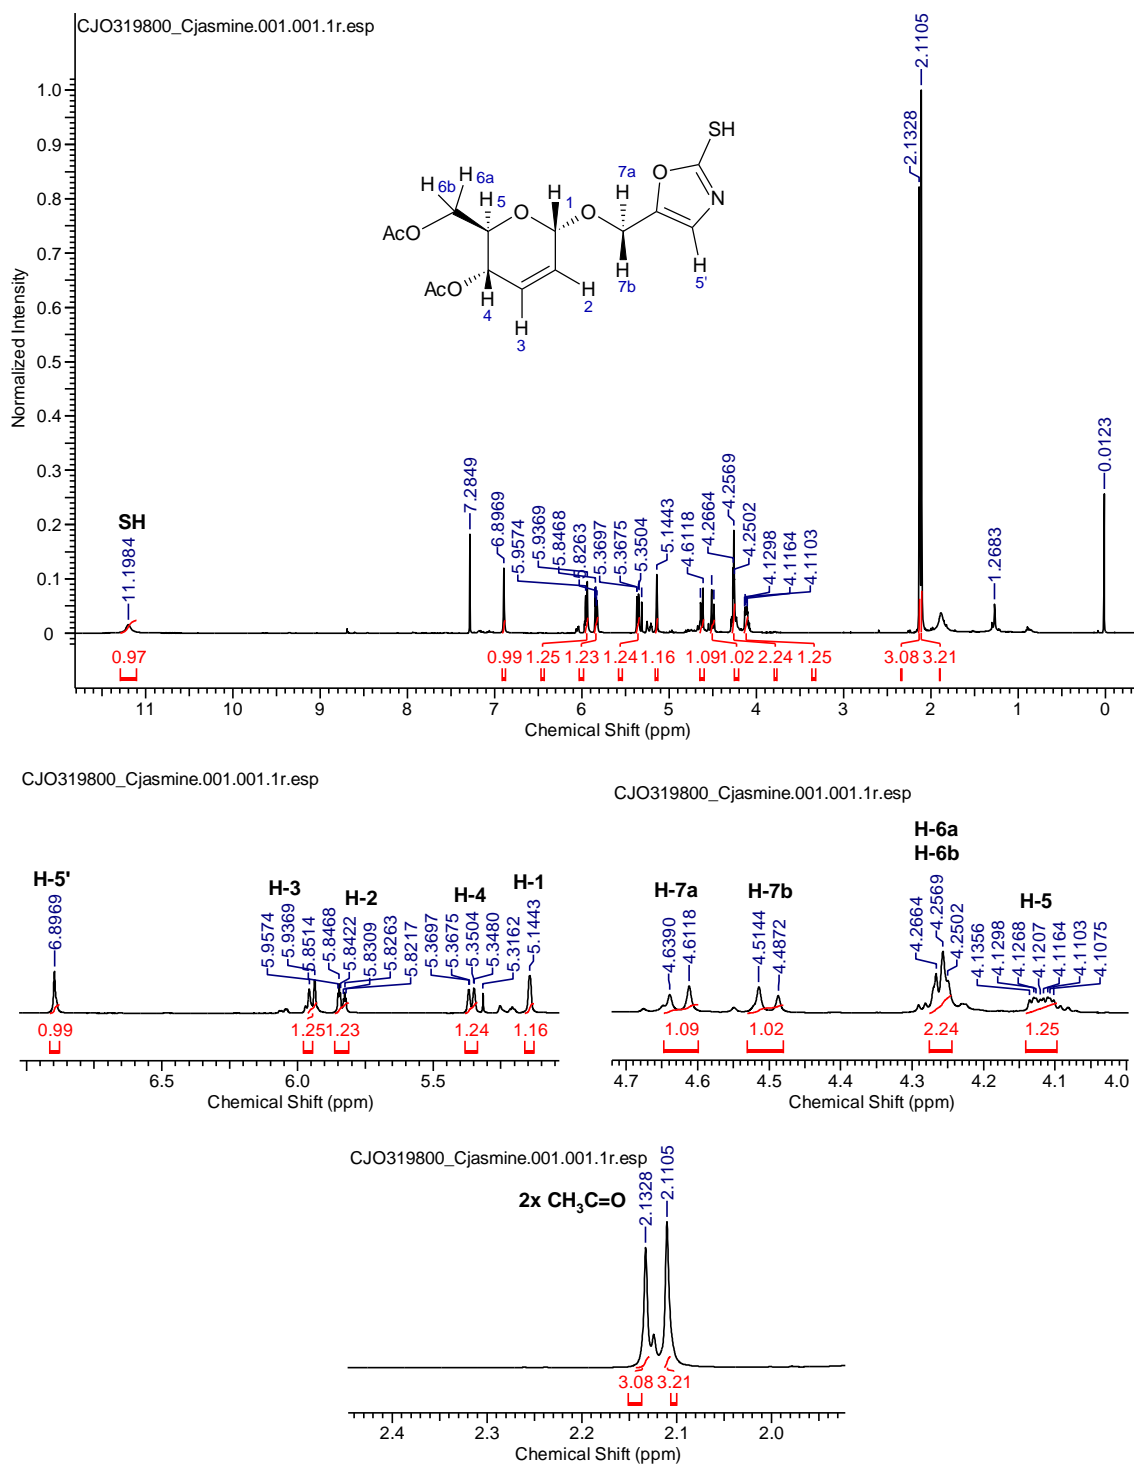 CJO319800_Cjasmine.001.001.1r.esp
2.1105
2.1328
1.0
0.9
0.8
0.7
0.6
0.5
0.4
0.3
0.2
0.1
0
Normalized Intensity
SH
O
N
7a
H
6b
6a
H
H
5
H
O
1
H
O
AcO
AcO
H
4
H
3
H
2
H
7b
H
5'
SH
11.1984
7.2849
6.8969
5.9574
5.9369
5.8468
5.8263
5.3697
5.3675
5.3504
5.1443
4.6118
4.2664
4.2569
4.2502
4.1298
4.1164
4.1103
1.2683
0.0123
0.97 0.99 1.25 1.23 1.24 1.16 1.09 1.02 2.24 1.25 3.08 3.21
11 10 9 8 7 6 5 4 3 2 1 0
Chemical Shift (ppm)
CJO319800_Cjasmine.001.001.1r.esp
H-5'
H-3
H-2
H-4
H-1
6.8969
5.9574
5.9369
5.8514
5.8468
5.8422
5.8309
5.8263
5.8217
5.3697
5.3675
5.3504
5.3480
5.3162
5.1443
0.99 1.25 1.23 1.24 1.16
6.5 6.0 5.5
Chemical Shift (ppm)
CJO319800_Cjasmine.001.001.1r.esp
H-6a
H-6b
H-7a
H-7b
H-5
4.6390
4.6118
4.5144
4.4872
4.2664
4.2569
4.2502
4.1356
4.1298
4.1268
4.1207
4.1164
4.1103
4.1075
1.09 1.02 2.24 1.25
4.7 4.6 4.5 4.4 4.3 4.2 4.1 4.0
Chemical Shift (ppm)
CJO319800_Cjasmine.001.001.1r.esp
2x CH3C=O
2.1328
2.1105
3.08 3.21
2.4 2.3 2.2 2.1 2.0
Chemical Shift (ppm)